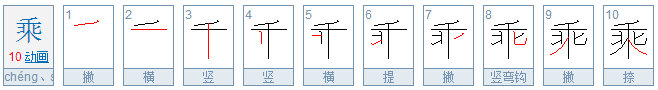 乘
10 动画
chéng、s
1 2 3 4 5 6 7 8 9 10
撇 横 竖 竖 横 提 撇 竖弯钩 撇 捺